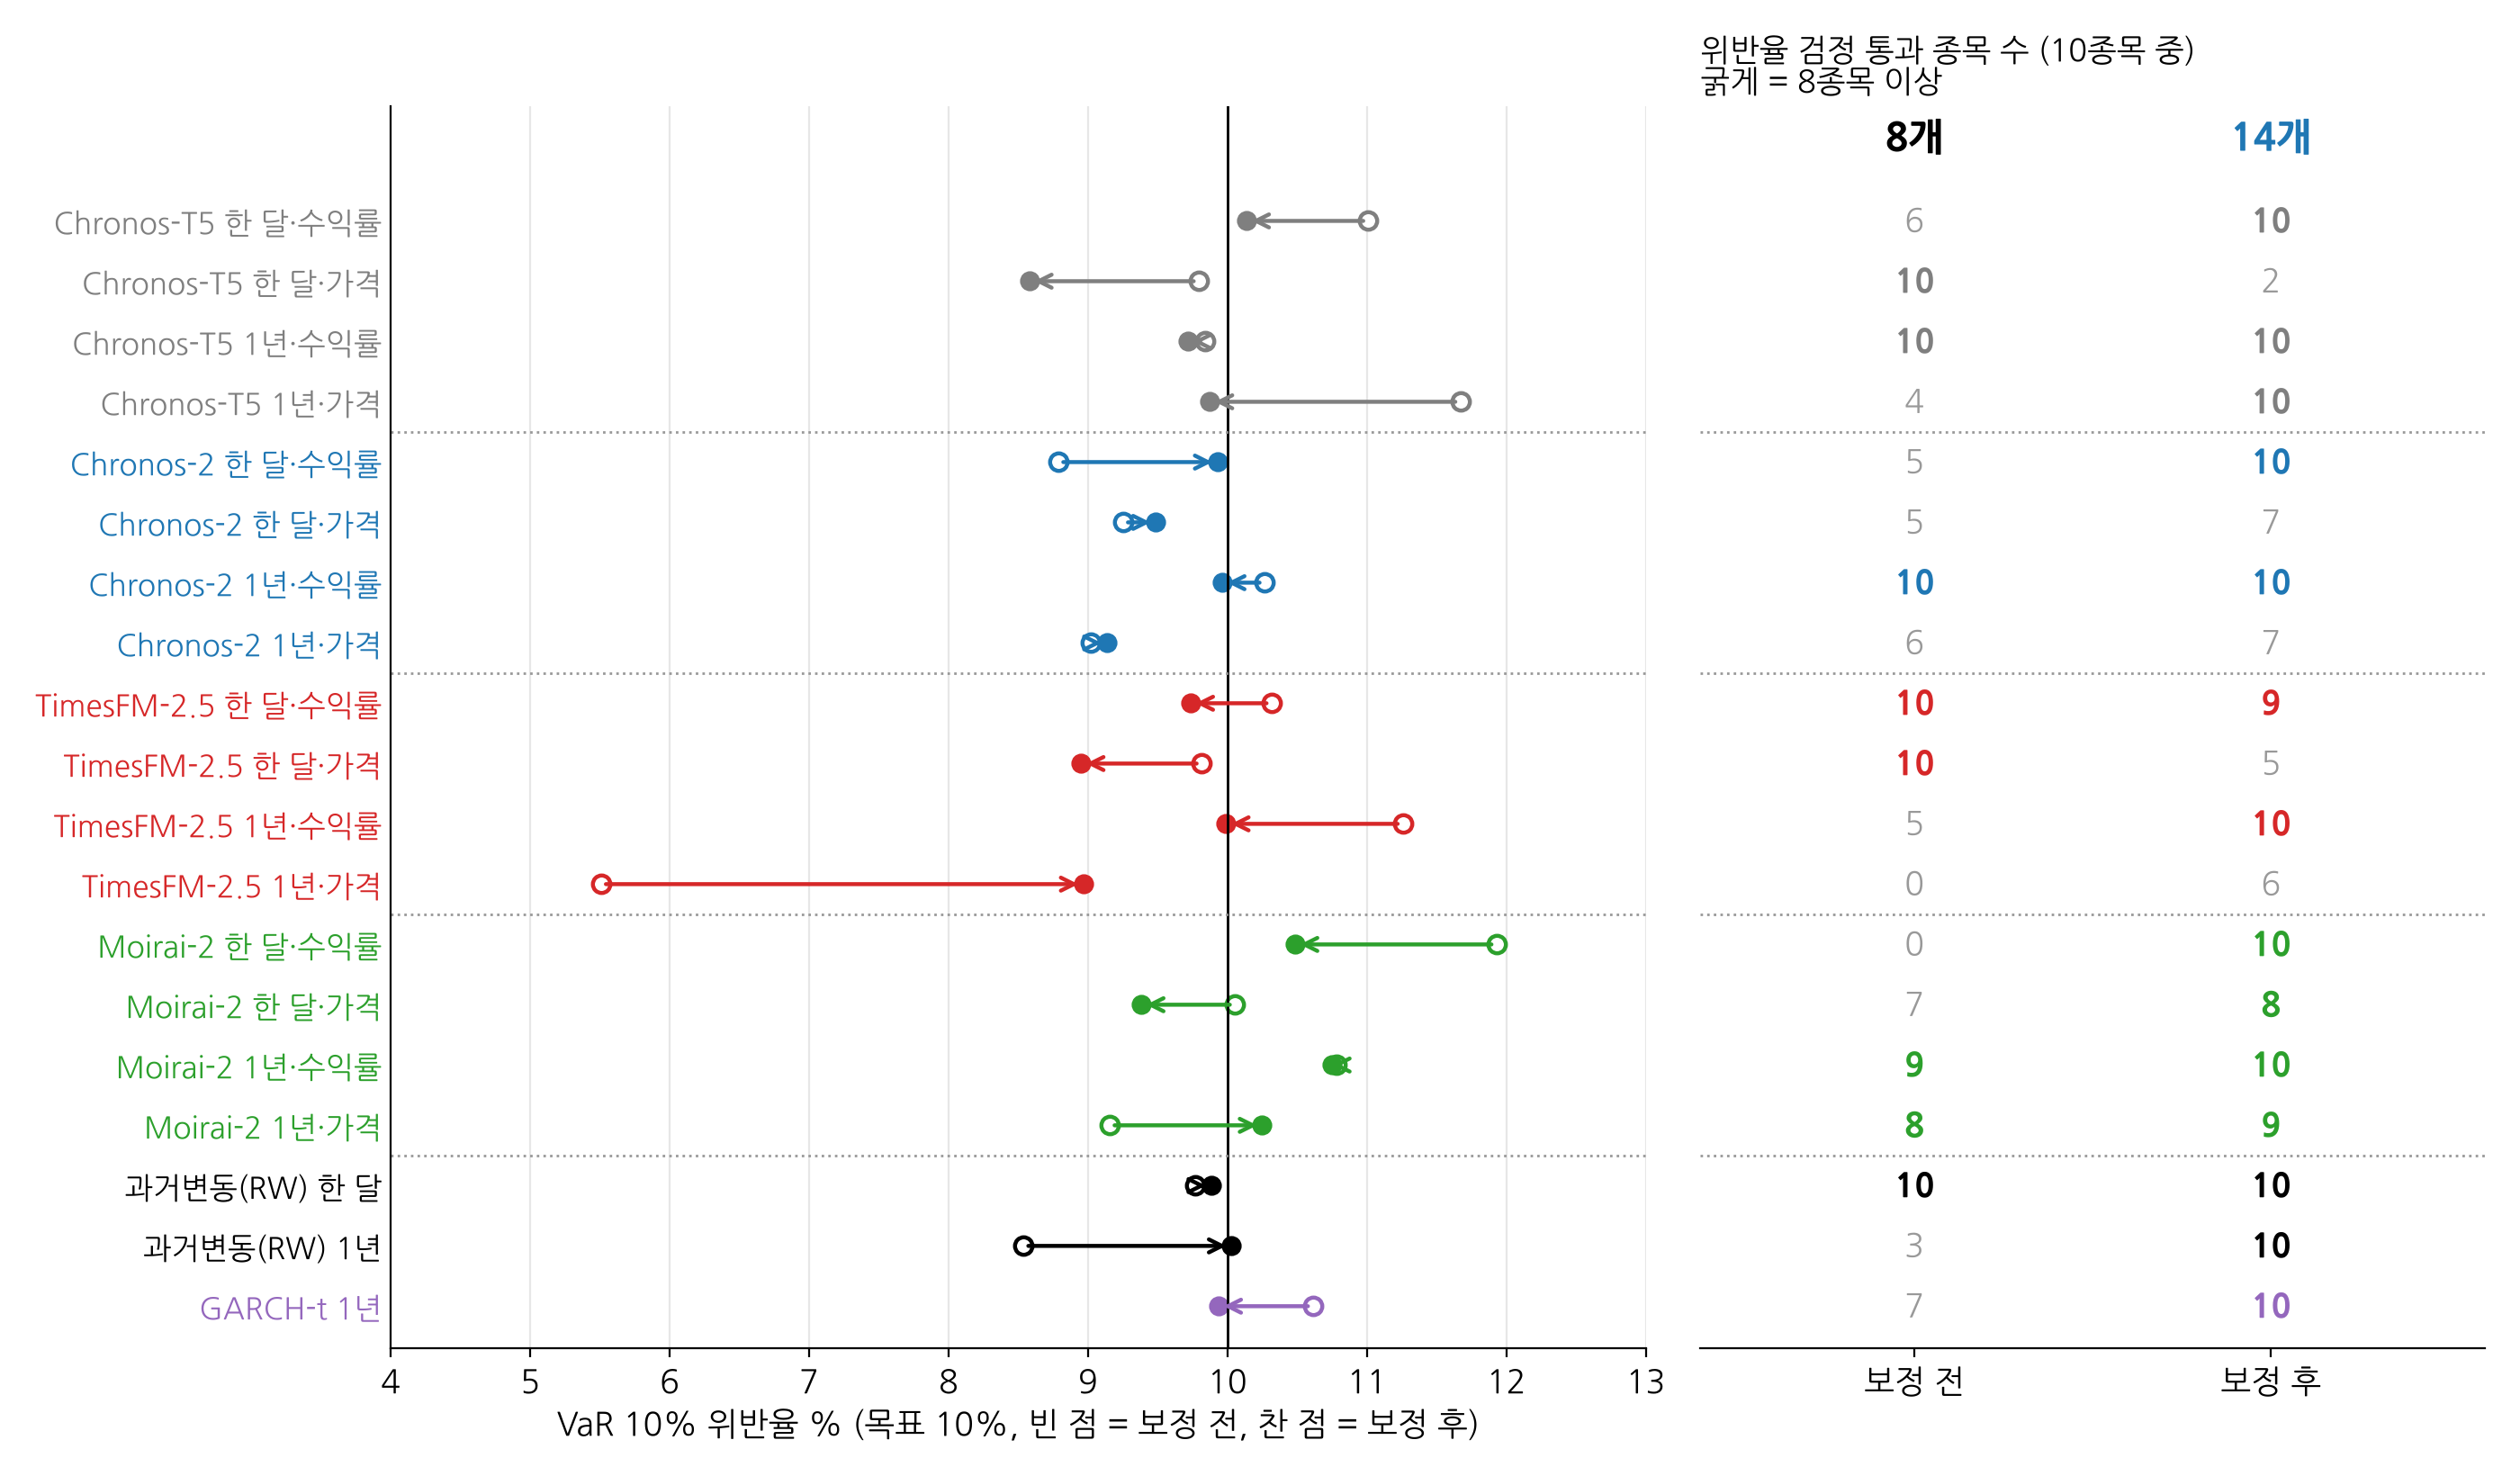 위반율 검정 통과 종목 수 (10종목 중)
굵게 = 8종목 이상
8개 14개
Chronos-T5 한 달·수익률 6 10
Chronos-T5 한 달·가격 10 2
Chronos-T5 1년·수익률 10 10
Chronos-T5 1년·가격 4 10
Chronos-2 한 달·수익률 5 10
Chronos-2 한 달·가격 5 7
Chronos-2 1년·수익률 10 10
Chronos-2 1년·가격 6 7
TimesFM-2.5 한 달·수익률 10 9
TimesFM-2.5 한 달·가격 10 5
TimesFM-2.5 1년·수익률 5 10
TimesFM-2.5 1년·가격 0 6
Moirai-2 한 달·수익률 0 10
Moirai-2 한 달·가격 7 8
Moirai-2 1년·수익률 9 10
Moirai-2 1년·가격 8 9
과거변동(RW) 한 달 10 10
과거변동(RW) 1년 3 10
GARCH-t 1년 7 10
4 5 6 7 8 9 10 11 12 13 보정 전 보정 후
VaR 10% 위반율 % (목표 10%, 빈 점 = 보정 전, 찬 점 = 보정 후)